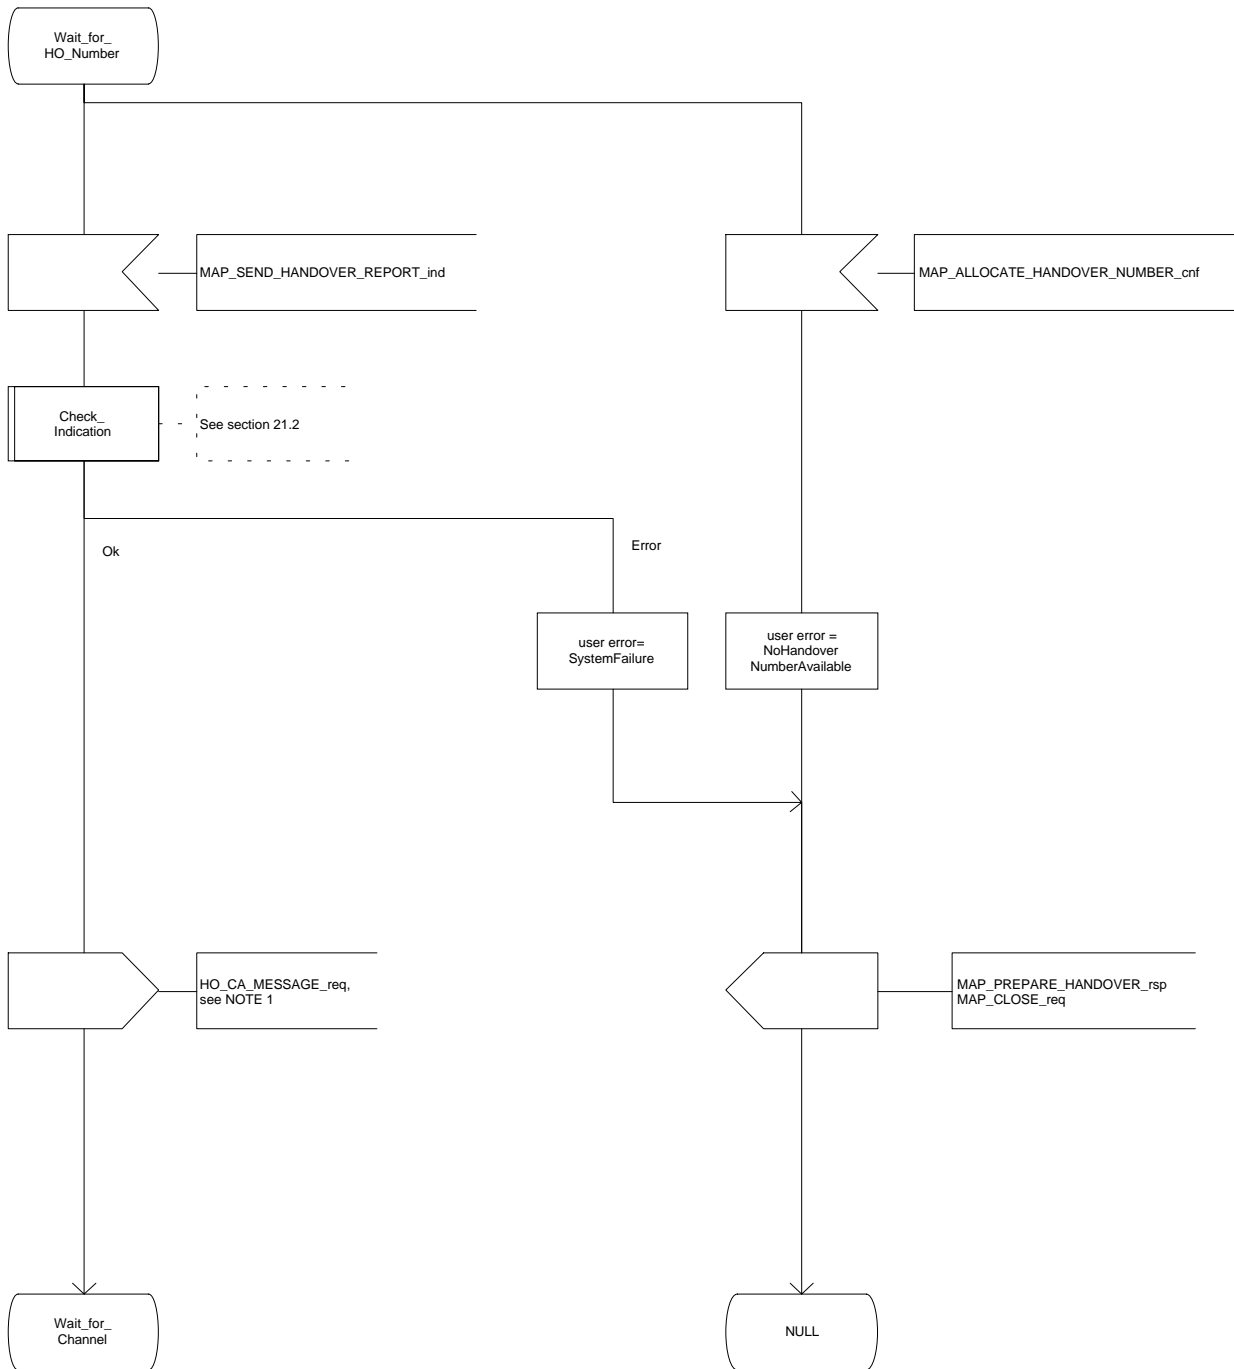 Wait_for_
HO_Number
MAP_SEND_HANDOVER_REPORT_ind
MAP_ALLOCATE_HANDOVER_NUMBER_cnf
Check_
Indication
See section 21.2
Ok
Error
user error=
SystemFailure
user error =
NoHandover
NumberAvailable
HO_CA_MESSAGE_req,
see NOTE 1
MAP_PREPARE_HANDOVER_rsp
MAP_CLOSE_req
Wait_for_
Channel
NULL